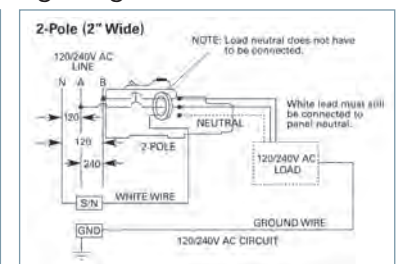 2-Pole (2" Wide)
NOTE: Load neutral does not have
to be connected.
120/240V AC
LINE
N A B
White lead must still
be connected to
panel neutral.
120
NEUTRAL
120
2-POLE
240
120/240V AC
LOAD
WHITE WIRE
S/N
GROUND WIRE
GND
120/240V AC CIRCUIT